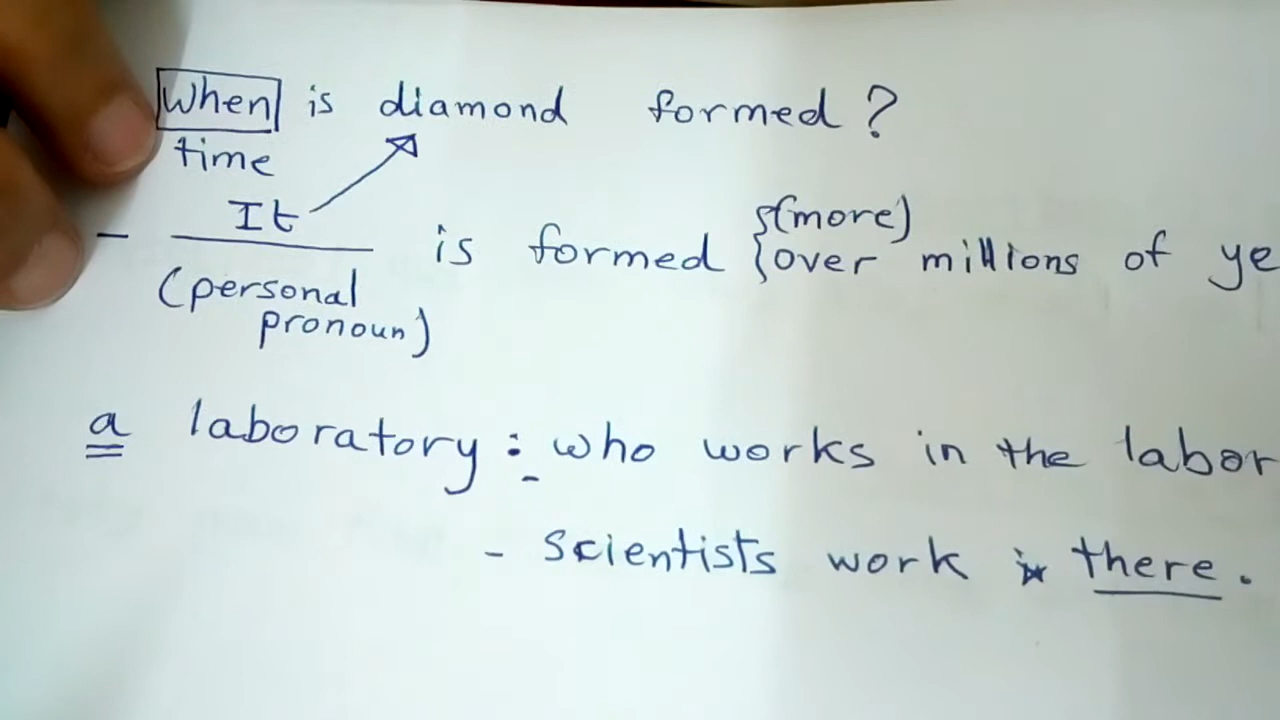 When is diamond formed?
time
It
(more)
- is formed over millions of ye
(personal
pronoun)
a laboratory: who works in the labor
- scientists work there.